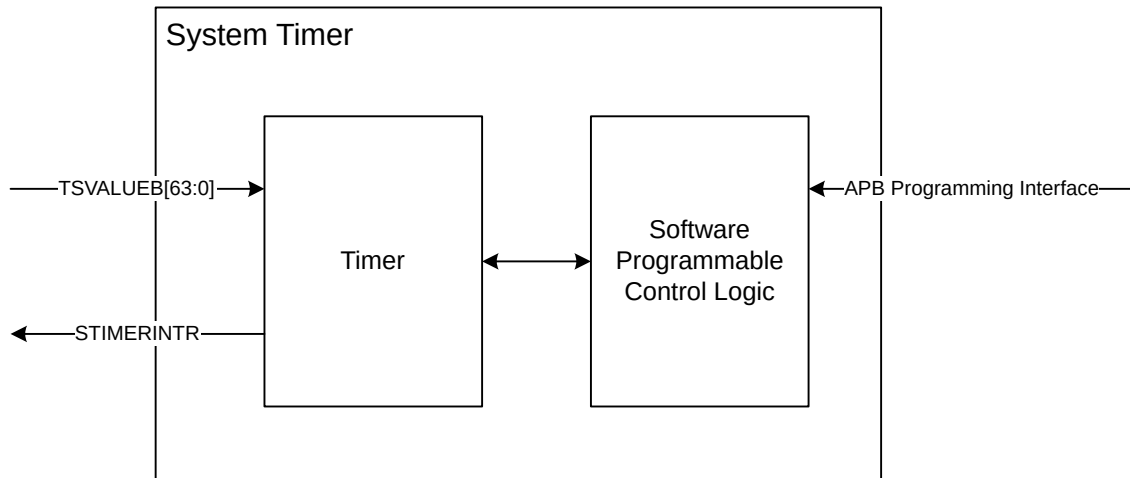 System Timer
TSVALUEB[63:0]
APB Programming Interface
Timer
Software
Programmable
Control Logic
STIMERINTR